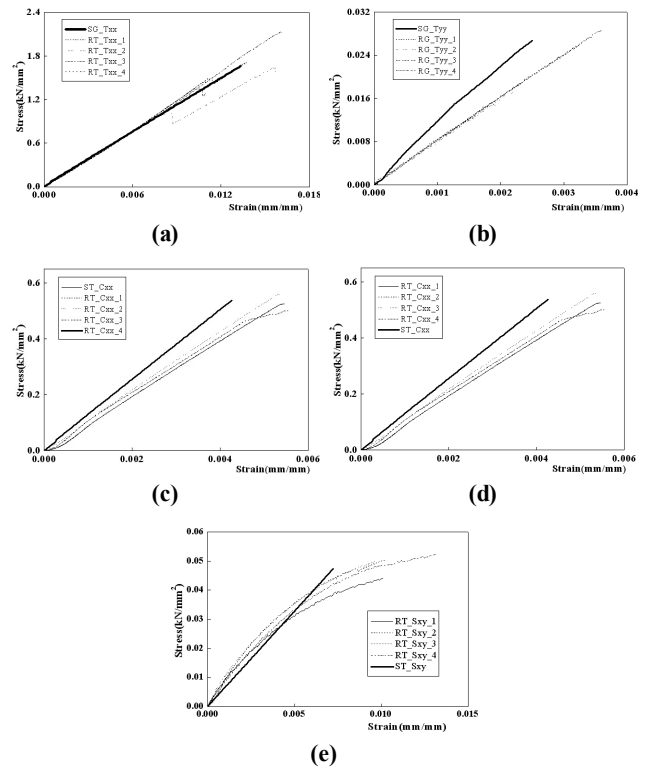 2.4
1.8
1.2
0.6
0.0
Stress(kN/mm²)
SG_Txx
RT_Txx_1
RT_Txx_2
RT_Txx_3
RT_Txx_4
0.000 0.006 0.012 0.018
Strain(mm/mm)
(a)
0.032
0.024
0.016
0.008
0.000
Stress(kN/mm²)
SG_Tyy
RG_Tyy_1
RG_Tyy_2
RG_Tyy_3
RG_Tyy_4
0.000 0.001 0.002 0.003 0.004
Strain(mm/mm)
(b)
0.6
0.4
0.2
0.0
Stress(kN/mm²)
ST_Cxx
RT_Cxx_1
RT_Cxx_2
RT_Cxx_3
RT_Cxx_4
0.000 0.002 0.004 0.006
Strain(mm/mm)
(c)
0.6
0.4
0.2
0.0
Stress(kN/mm²)
RT_Cxx_1
RT_Cxx_2
RT_Cxx_3
RT_Cxx_4
ST_Cxx
0.000 0.002 0.004 0.006
Strain(mm/mm)
(d)
0.06
0.05
0.04
0.03
0.02
0.01
0.00
Stress(kN/mm²)
RT_Sxy_1
RT_Sxy_2
RT_Sxy_3
RT_Sxy_4
ST_Sxy
0.000 0.005 0.010 0.015
Strain(mm/mm)
(e)